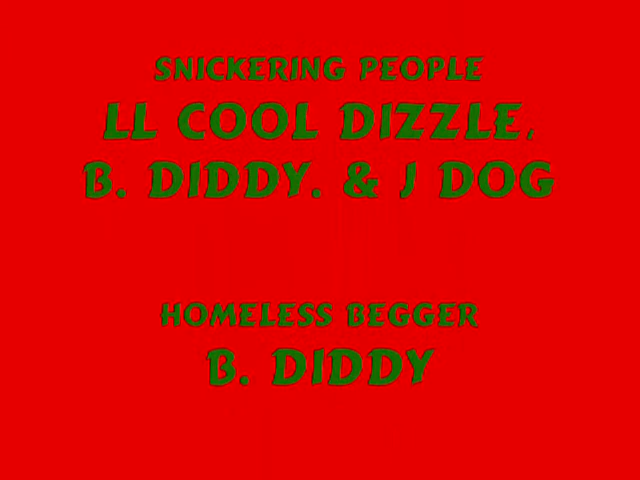 SNICKERING PEOPLE
LL COOL DIZZLE,
B. DIDDY. & J DOG
HOMELESS BEGGER
B. DIDDY